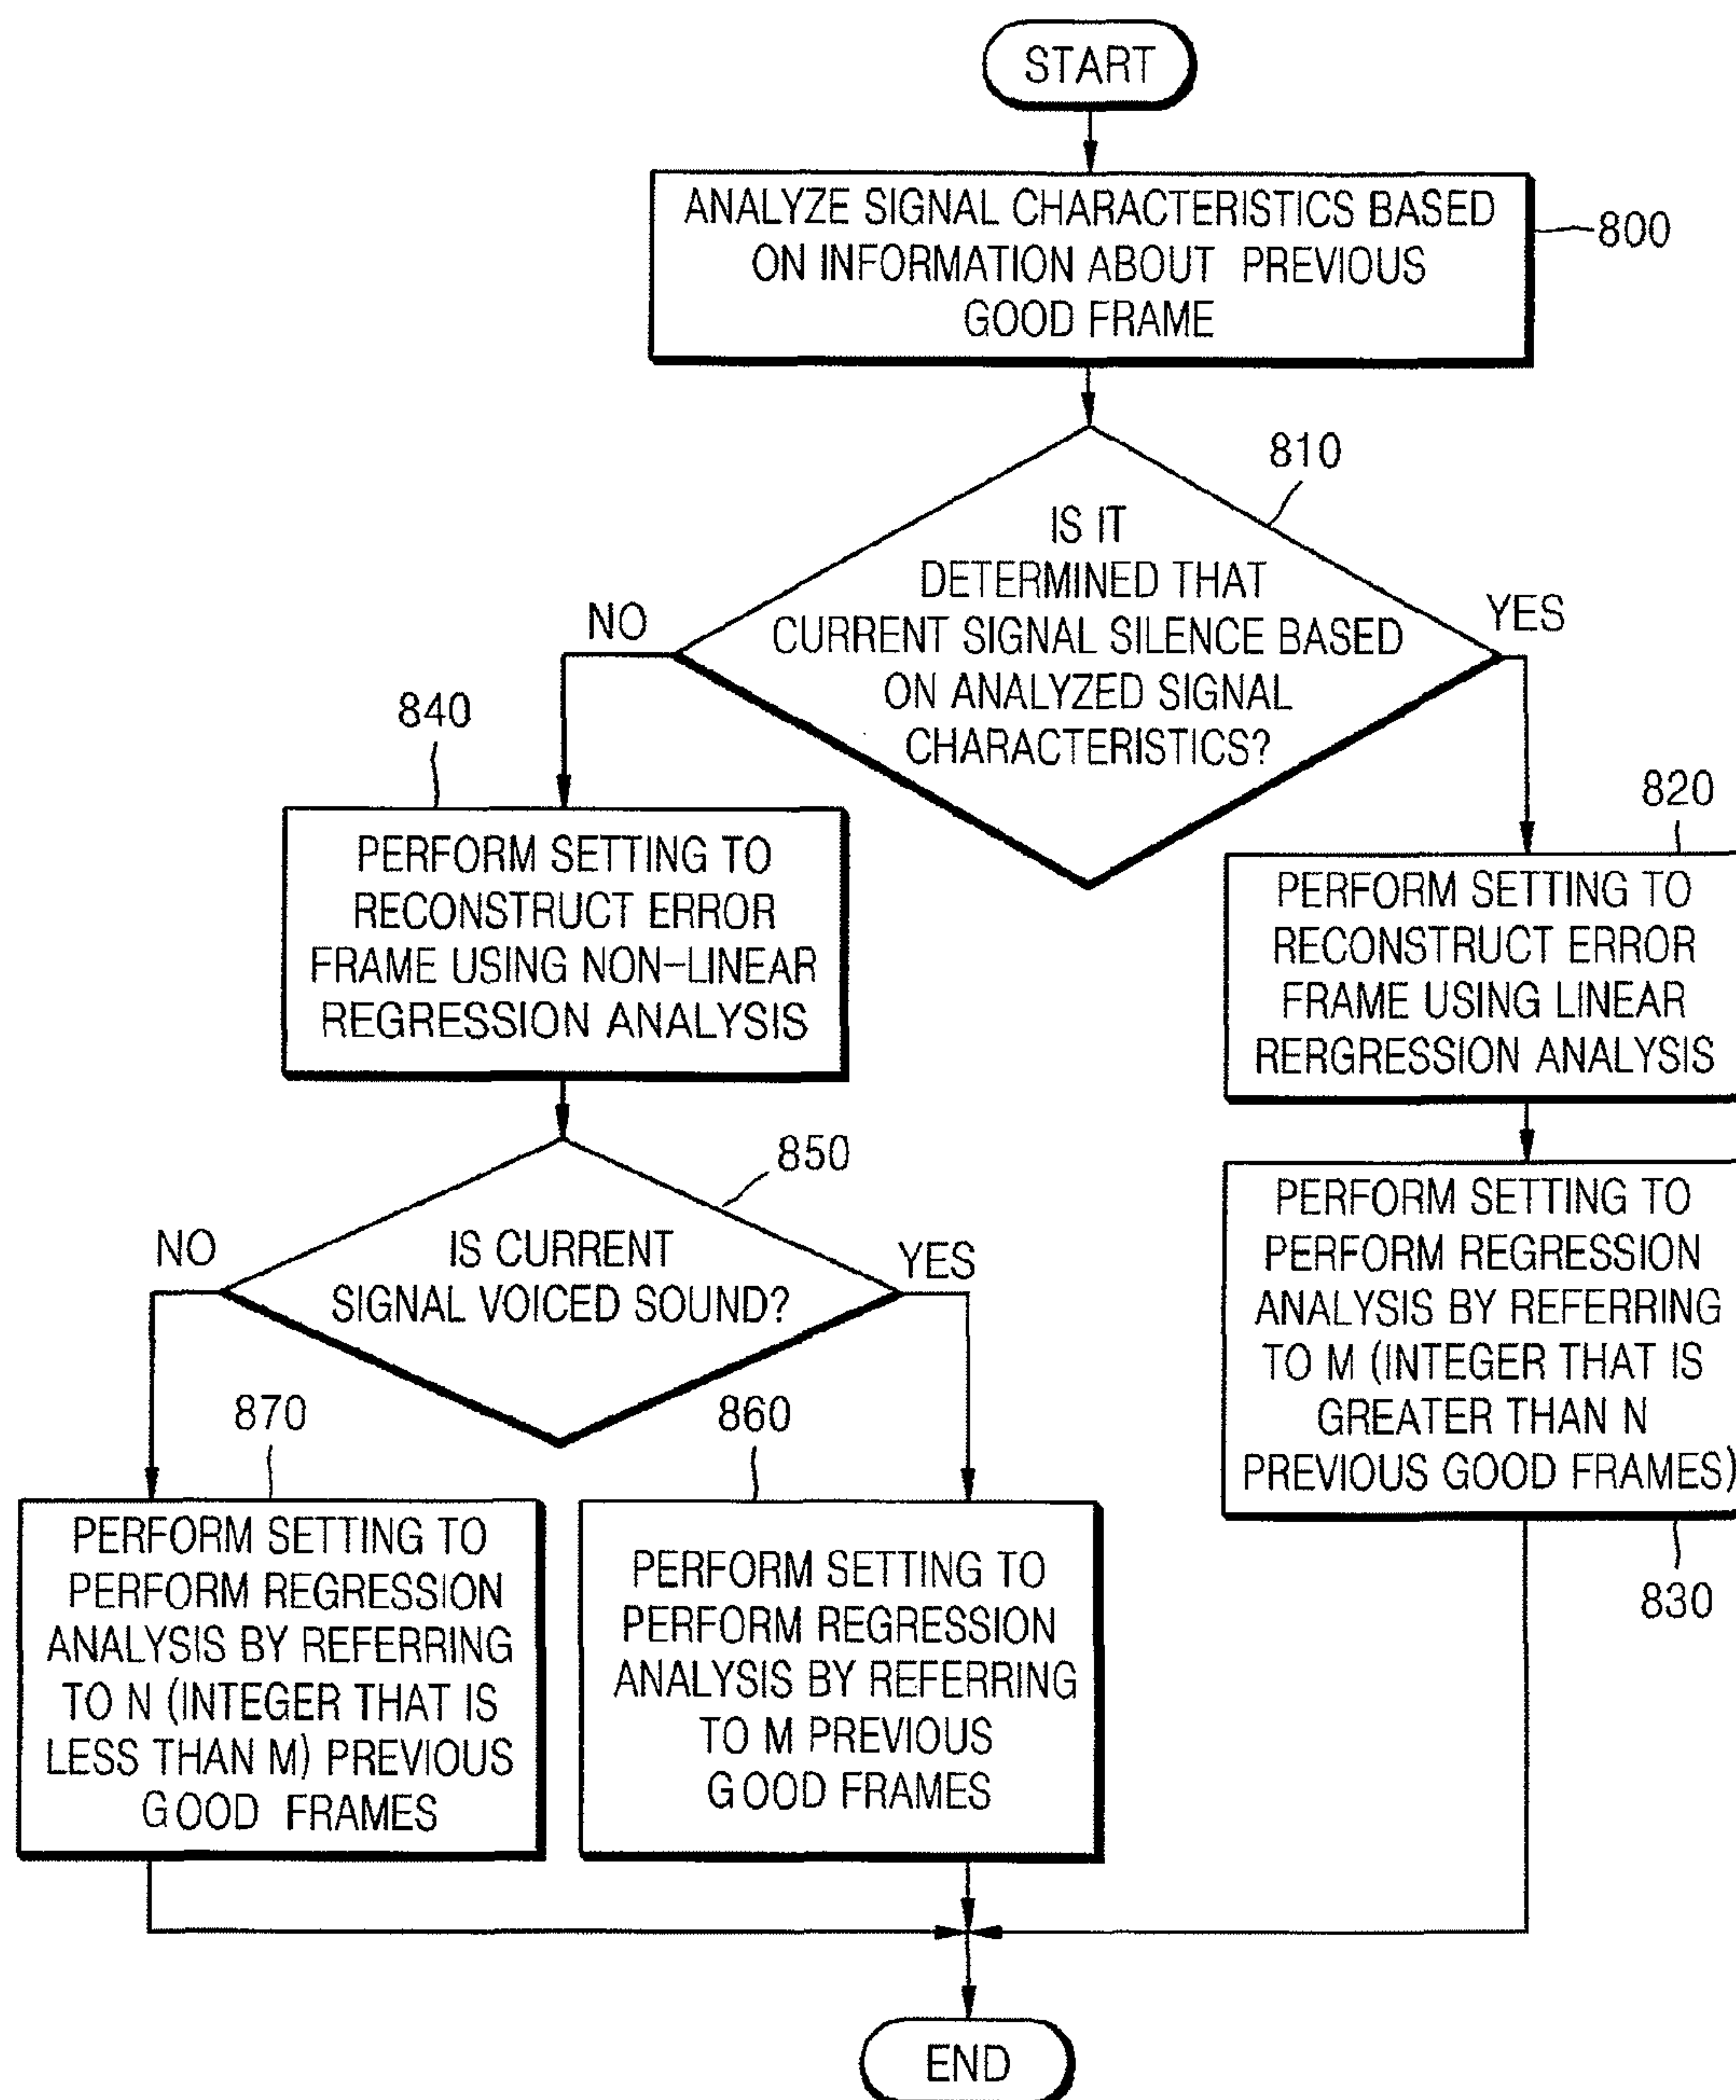 START
ANALYZE SIGNAL CHARACTERISTICS BASED
ON INFORMATION ABOUT PREVIOUS
GOOD FRAME
800
810
IS IT
DETERMINED THAT
CURRENT SIGNAL SILENCE BASED
ON ANALYZED SIGNAL
CHARACTERISTICS?
NO
YES
840
PERFORM SETTING TO
RECONSTRUCT ERROR
FRAME USING NON-LINEAR
REGRESSION ANALYSIS
820
PERFORM SETTING TO
RECONSTRUCT ERROR
FRAME USING LINEAR
RERGRESSION ANALYSIS
850
IS CURRENT
SIGNAL VOICED SOUND?
NO
YES
PERFORM SETTING TO
PERFORM REGRESSION
ANALYSIS BY REFERRING
TO M (INTEGER THAT IS
GREATER THAN N
PREVIOUS GOOD FRAMES)
830
870
PERFORM SETTING TO
PERFORM REGRESSION
ANALYSIS BY REFERRING
TO N (INTEGER THAT IS
LESS THAN M) PREVIOUS
GOOD FRAMES
860
PERFORM SETTING TO
PERFORM REGRESSION
ANALYSIS BY REFERRING
TO M PREVIOUS
GOOD FRAMES
END